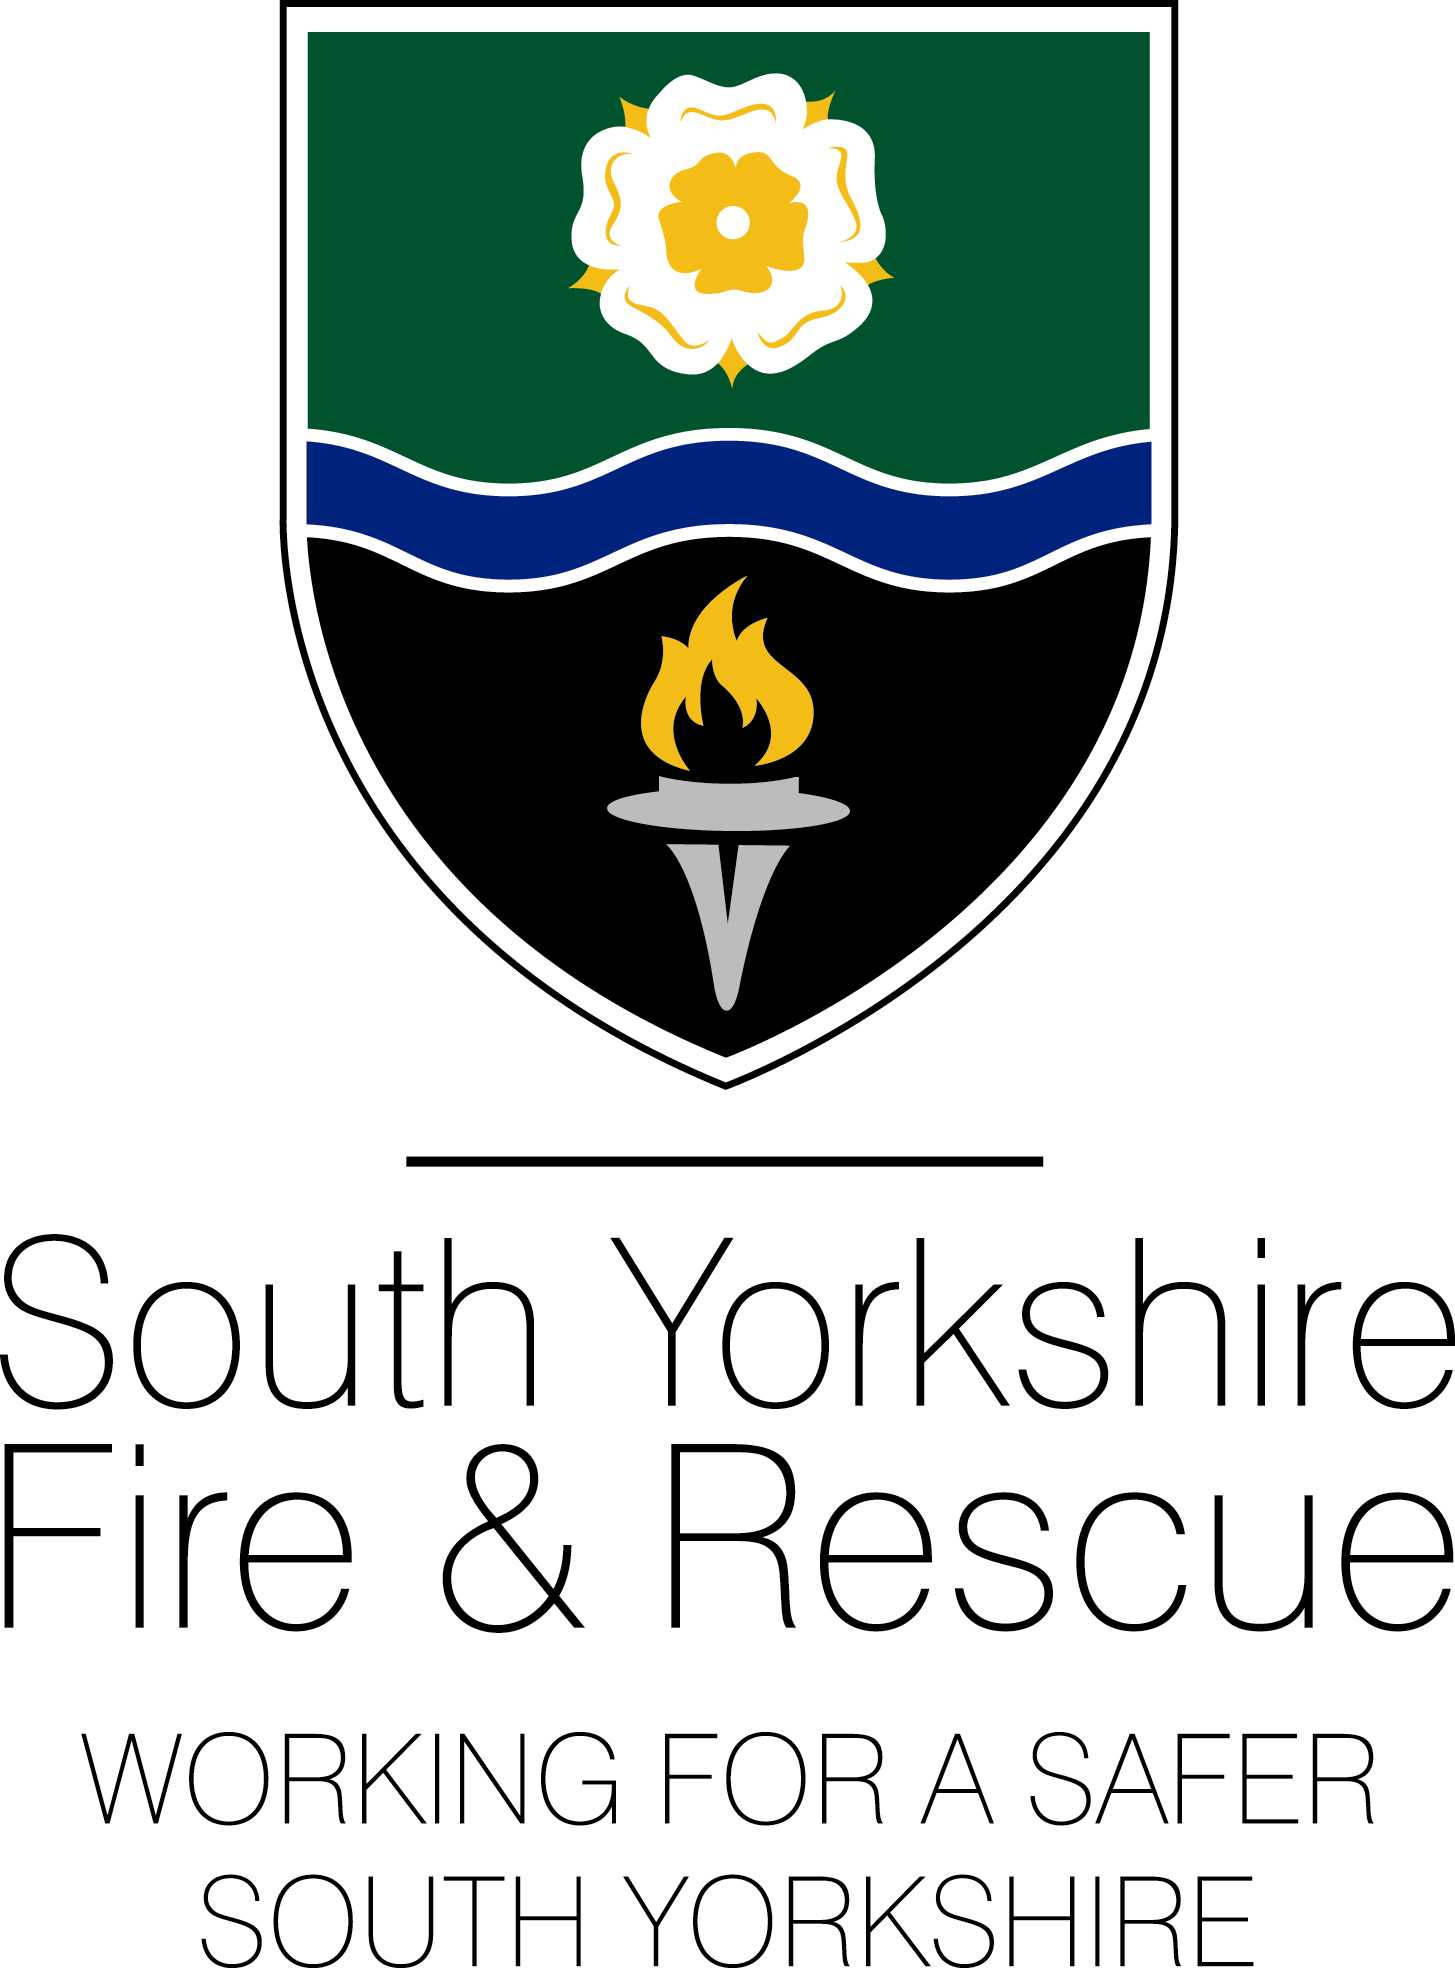 South Yorkshire
Fire & Rescue
WORKING FOR A SAFER
SOUTH YORKSHIRE